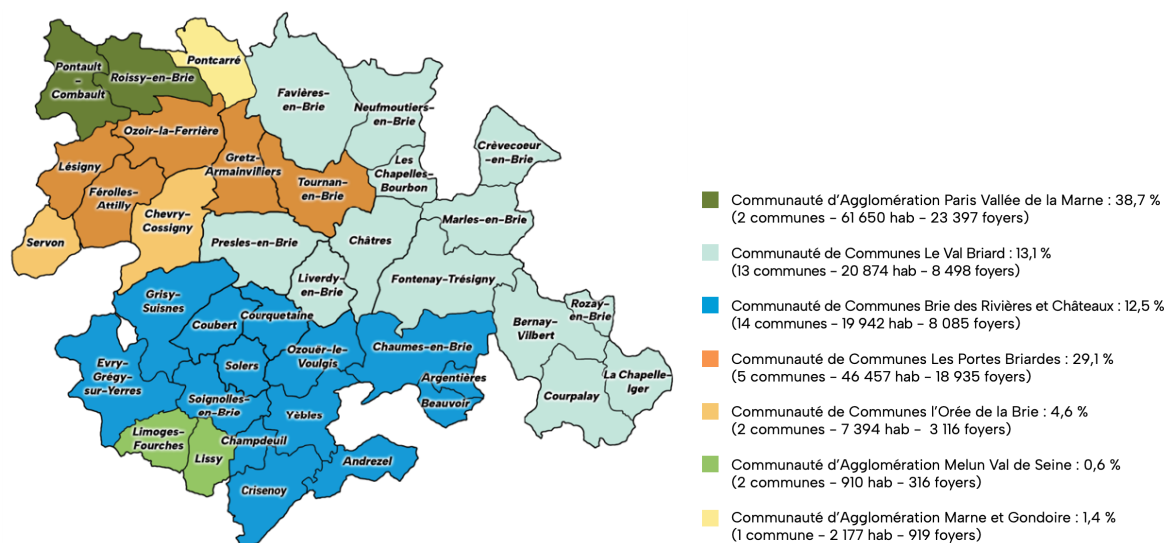 Pontault
-
Combault
Roissy-en-Brie
Pontcarré
Favières-
en-Brie
Neufmoutiers-
en-Brie
Crèvecoeur
-en-Brie
Ozoir-la-Ferrière
Lésigny
Gretz-
Armainvilliers
Les
Chapelles-
Bourbon
Férolles-
Attilly
Tournan-
en-Brie
Chevry-
Cossigny
Servon
Marles-en-Brie
Presles-en-Brie
Châtres
Liverdy-
en-Brie
Fontenay-Trésigny
Grisy-
Suisnes
Rozay-
en-Brie
Coubert
Courquetaine
Bernay-
Vilbert
Ozouër-le-
Voulgis
Chaumes-en-Brie
Evry-
Grégy-
sur-Yerres
Solers
Argentières
La Chapelle-
Iger
Beauvoir
Courpalay
Soignolles-
en-Brie
Yèbles
Limoges-
Fourches
Champdeuil
Lissy
Andrezel
Crisenoy
Communauté d'Agglomération Paris Vallée de la Marne : 38,7 %
(2 communes - 61 650 hab - 23 397 foyers)
Communauté de Communes Le Val Briard : 13,1 %
(13 communes - 20 874 hab - 8 498 foyers)
Communauté de Communes Brie des Rivières et Châteaux : 12,5 %
(14 communes - 19 942 hab - 8 085 foyers)
Communauté de Communes Les Portes Briardes : 29,1 %
(5 communes - 46 457 hab - 18 935 foyers)
Communauté de Communes l'Orée de la Brie : 4,6 %
(2 communes - 7 394 hab - 3 116 foyers)
Communauté d'Agglomération Melun Val de Seine : 0,6 %
(2 communes - 910 hab - 316 foyers)
Communauté d'Agglomération Marne et Gondoire : 1,4 %
(1 commune - 2 177 hab - 919 foyers)